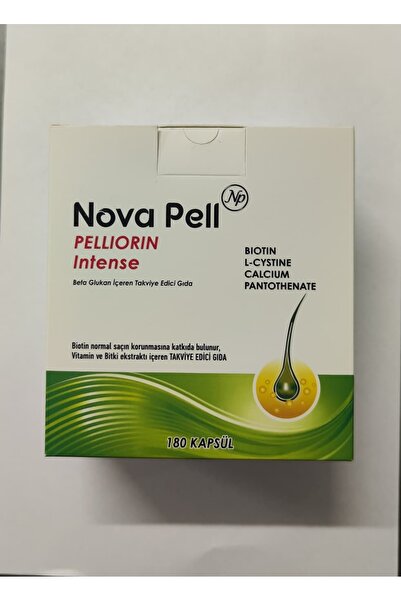 Nova Pell
Np
PELLIORIN
Intense
Beta Glukan İçeren Takviye Edici Gıda
BIOTIN
L-CYSTINE
CALCIUM
PANTOTHENATE
Biotin normal saçın korunmasına katkıda bulunur,
Vitamin ve Bitki ekstraktı içeren TAKVİYE EDİCİ GIDA
180 KAPSÜL